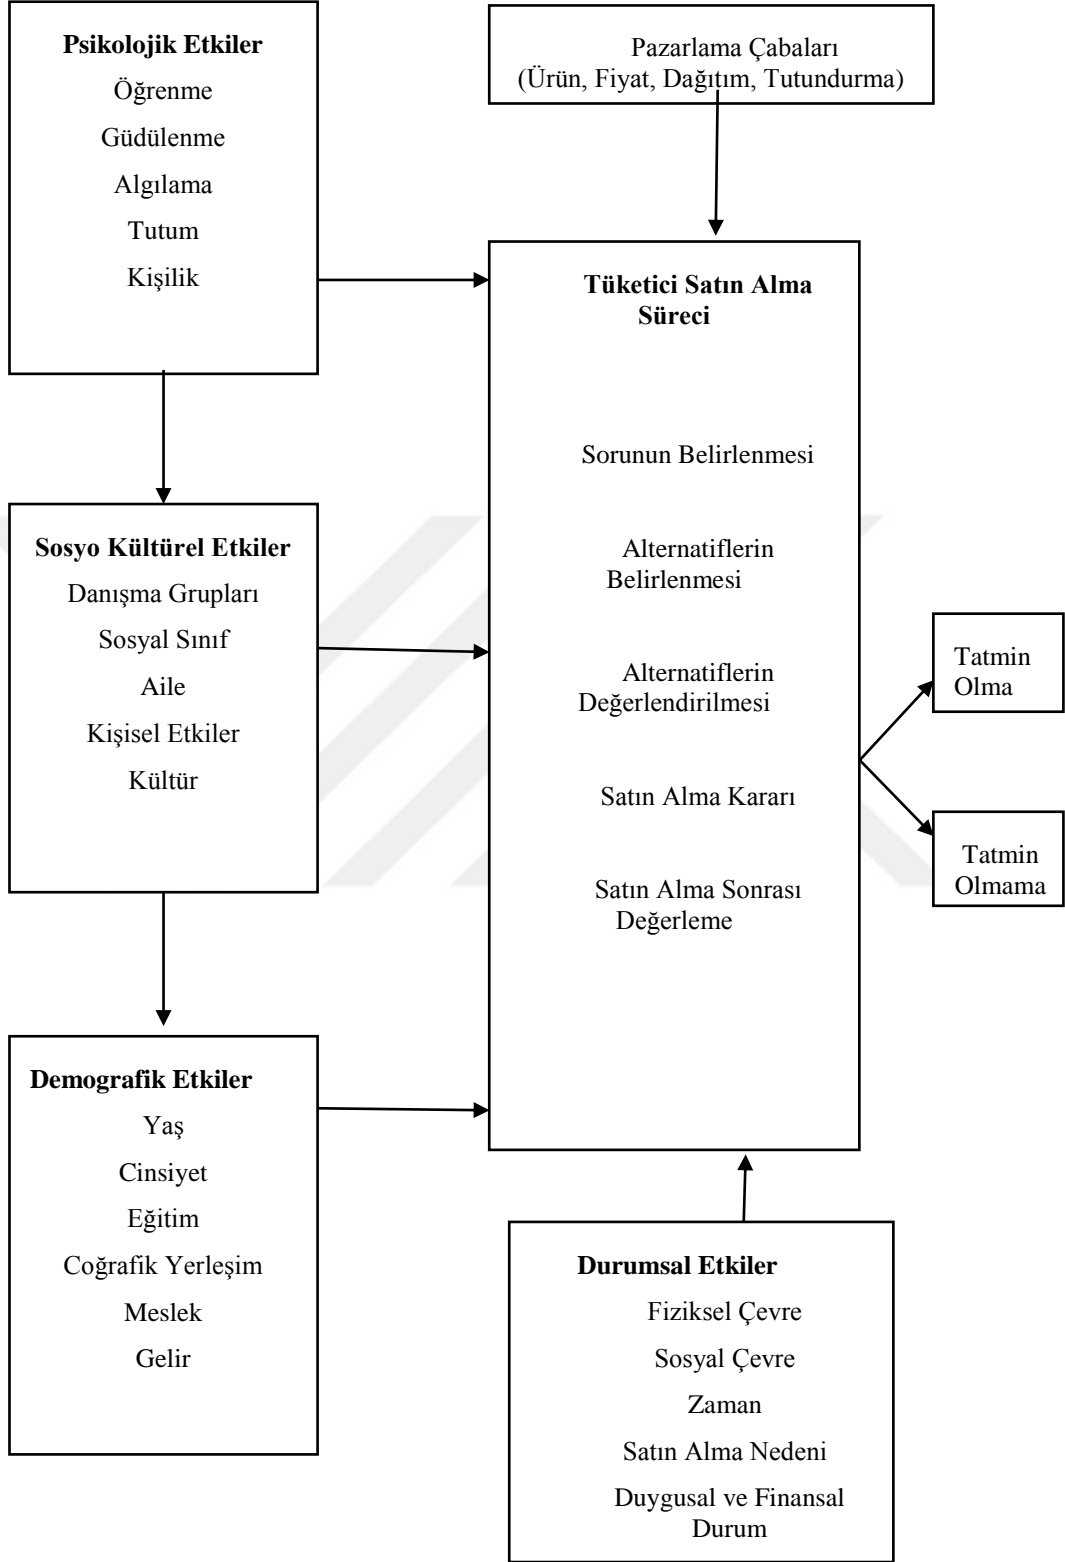 Psikolojik Etkiler
Öğrenme
Güdülenme
Algılama
Tutum
Kişilik
Pazarlama Çabaları
(Ürün, Fiyat, Dağıtım, Tutundurma)
Tüketici Satın Alma
Süreci
Sorunun Belirlenmesi
Alternatiflerin
Belirlenmesi
Alternatiflerin
Değerlendirilmesi
Satın Alma Kararı
Satın Alma Sonrası
Değerleme
Sosyo Kültürel Etkiler
Danışma Grupları
Sosyal Sınıf
Aile
Kişisel Etkiler
Kültür
Tatmin
Olma
Tatmin
Olmama
Demografik Etkiler
Yaş
Cinsiyet
Eğitim
Coğrafik Yerleşim
Meslek
Gelir
Durumsal Etkiler
Fiziksel Çevre
Sosyal Çevre
Zaman
Satın Alma Nedeni
Duygusal ve Finansal
Durum